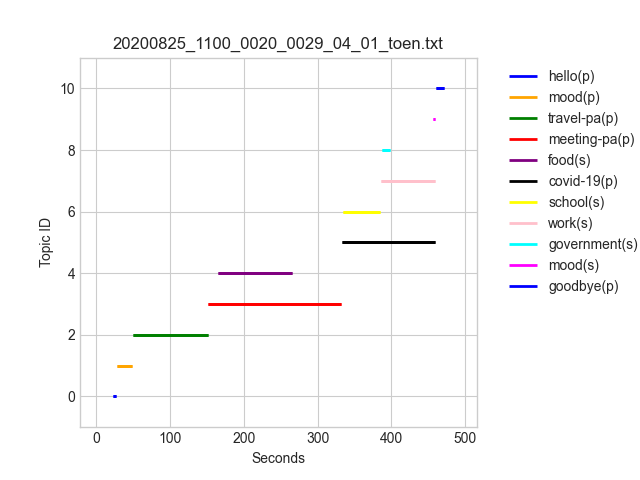 20200825_1100_0020_0029_04_01_toen.txt
Topic ID
10
8
6
4
2
0
0 100 200 300 400 500
Seconds
hello(p)
mood(p)
travel-pa(p)
meeting-pa(p)
food(s)
covid-19(p)
school(s)
work(s)
government(s)
mood(s)
goodbye(p)